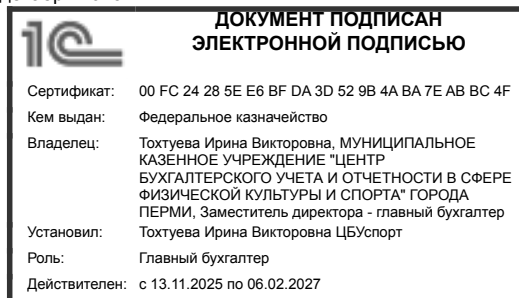 1С
ДОКУМЕНТ ПОДПИСАН
ЭЛЕКТРОННОЙ ПОДПИСЬЮ
Сертификат: 00 FC 24 28 5E E6 BF DA 3D 52 9B 4A BA 7E AB BC 4F
Кем выдан: Федеральное казначейство
Владелец: Тохтуева Ирина Викторовна, МУНИЦИПАЛЬНОЕ
КАЗЕННОЕ УЧРЕЖДЕНИЕ "ЦЕНТР
БУХГАЛТЕРСКОГО УЧЕТА И ОТЧЕТНОСТИ В СФЕРЕ
ФИЗИЧЕСКОЙ КУЛЬТУРЫ И СПОРТА" ГОРОДА
ПЕРМИ, Заместитель директора - главный бухгалтер
Установил: Тохтуева Ирина Викторовна ЦБУспорт
Роль: Главный бухгалтер
Действителен: с 13.11.2025 по 06.02.2027